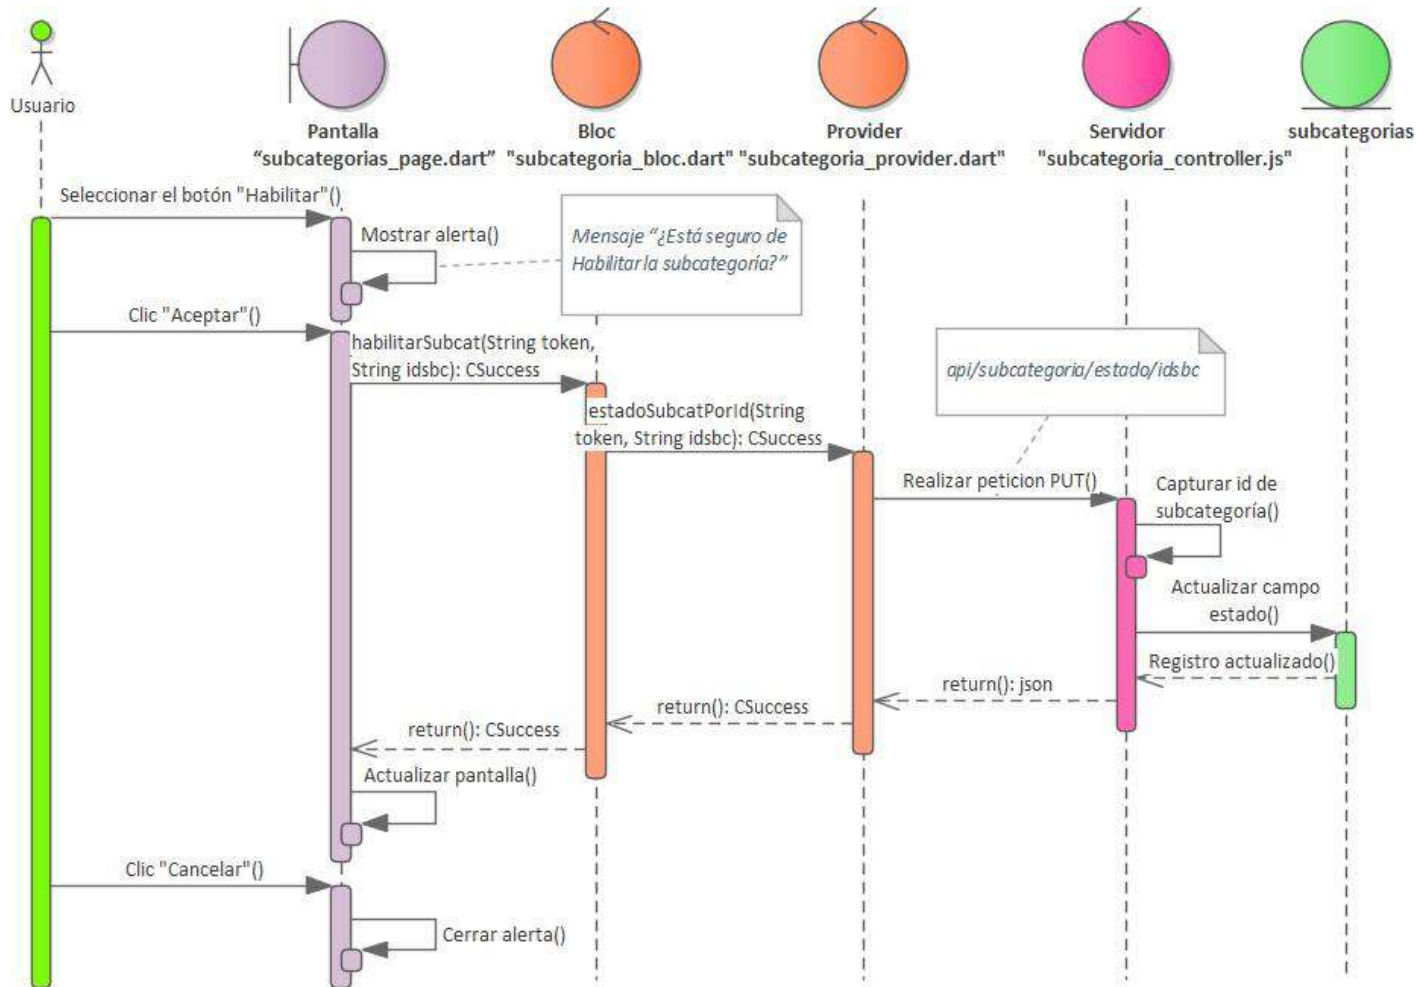 Usuario
Pantalla
“subcategorias_page.dart”
Bloc
"subcategoria_bloc.dart"
Provider
"subcategoria_provider.dart"
Servidor
"subcategoria_controller.js"
subcategorias
Seleccionar el botón "Habilitar"()
Mostrar alerta()
Mensaje “¿Está seguro de
Habilitar la subcategoría?”
Clic "Aceptar"()
habilitarSubcat(String token,
String idsbc): CSuccess
api/subcategoria/estado/idsbc
estadoSubcatPorId(String
token, String idsbc): CSuccess
Realizar peticion PUT()
Capturar id de
subcategoría()
Actualizar campo
estado()
Registro actualizado()
return(): json
return(): CSuccess
return(): CSuccess
Actualizar pantalla()
Clic "Cancelar"()
Cerrar alerta()